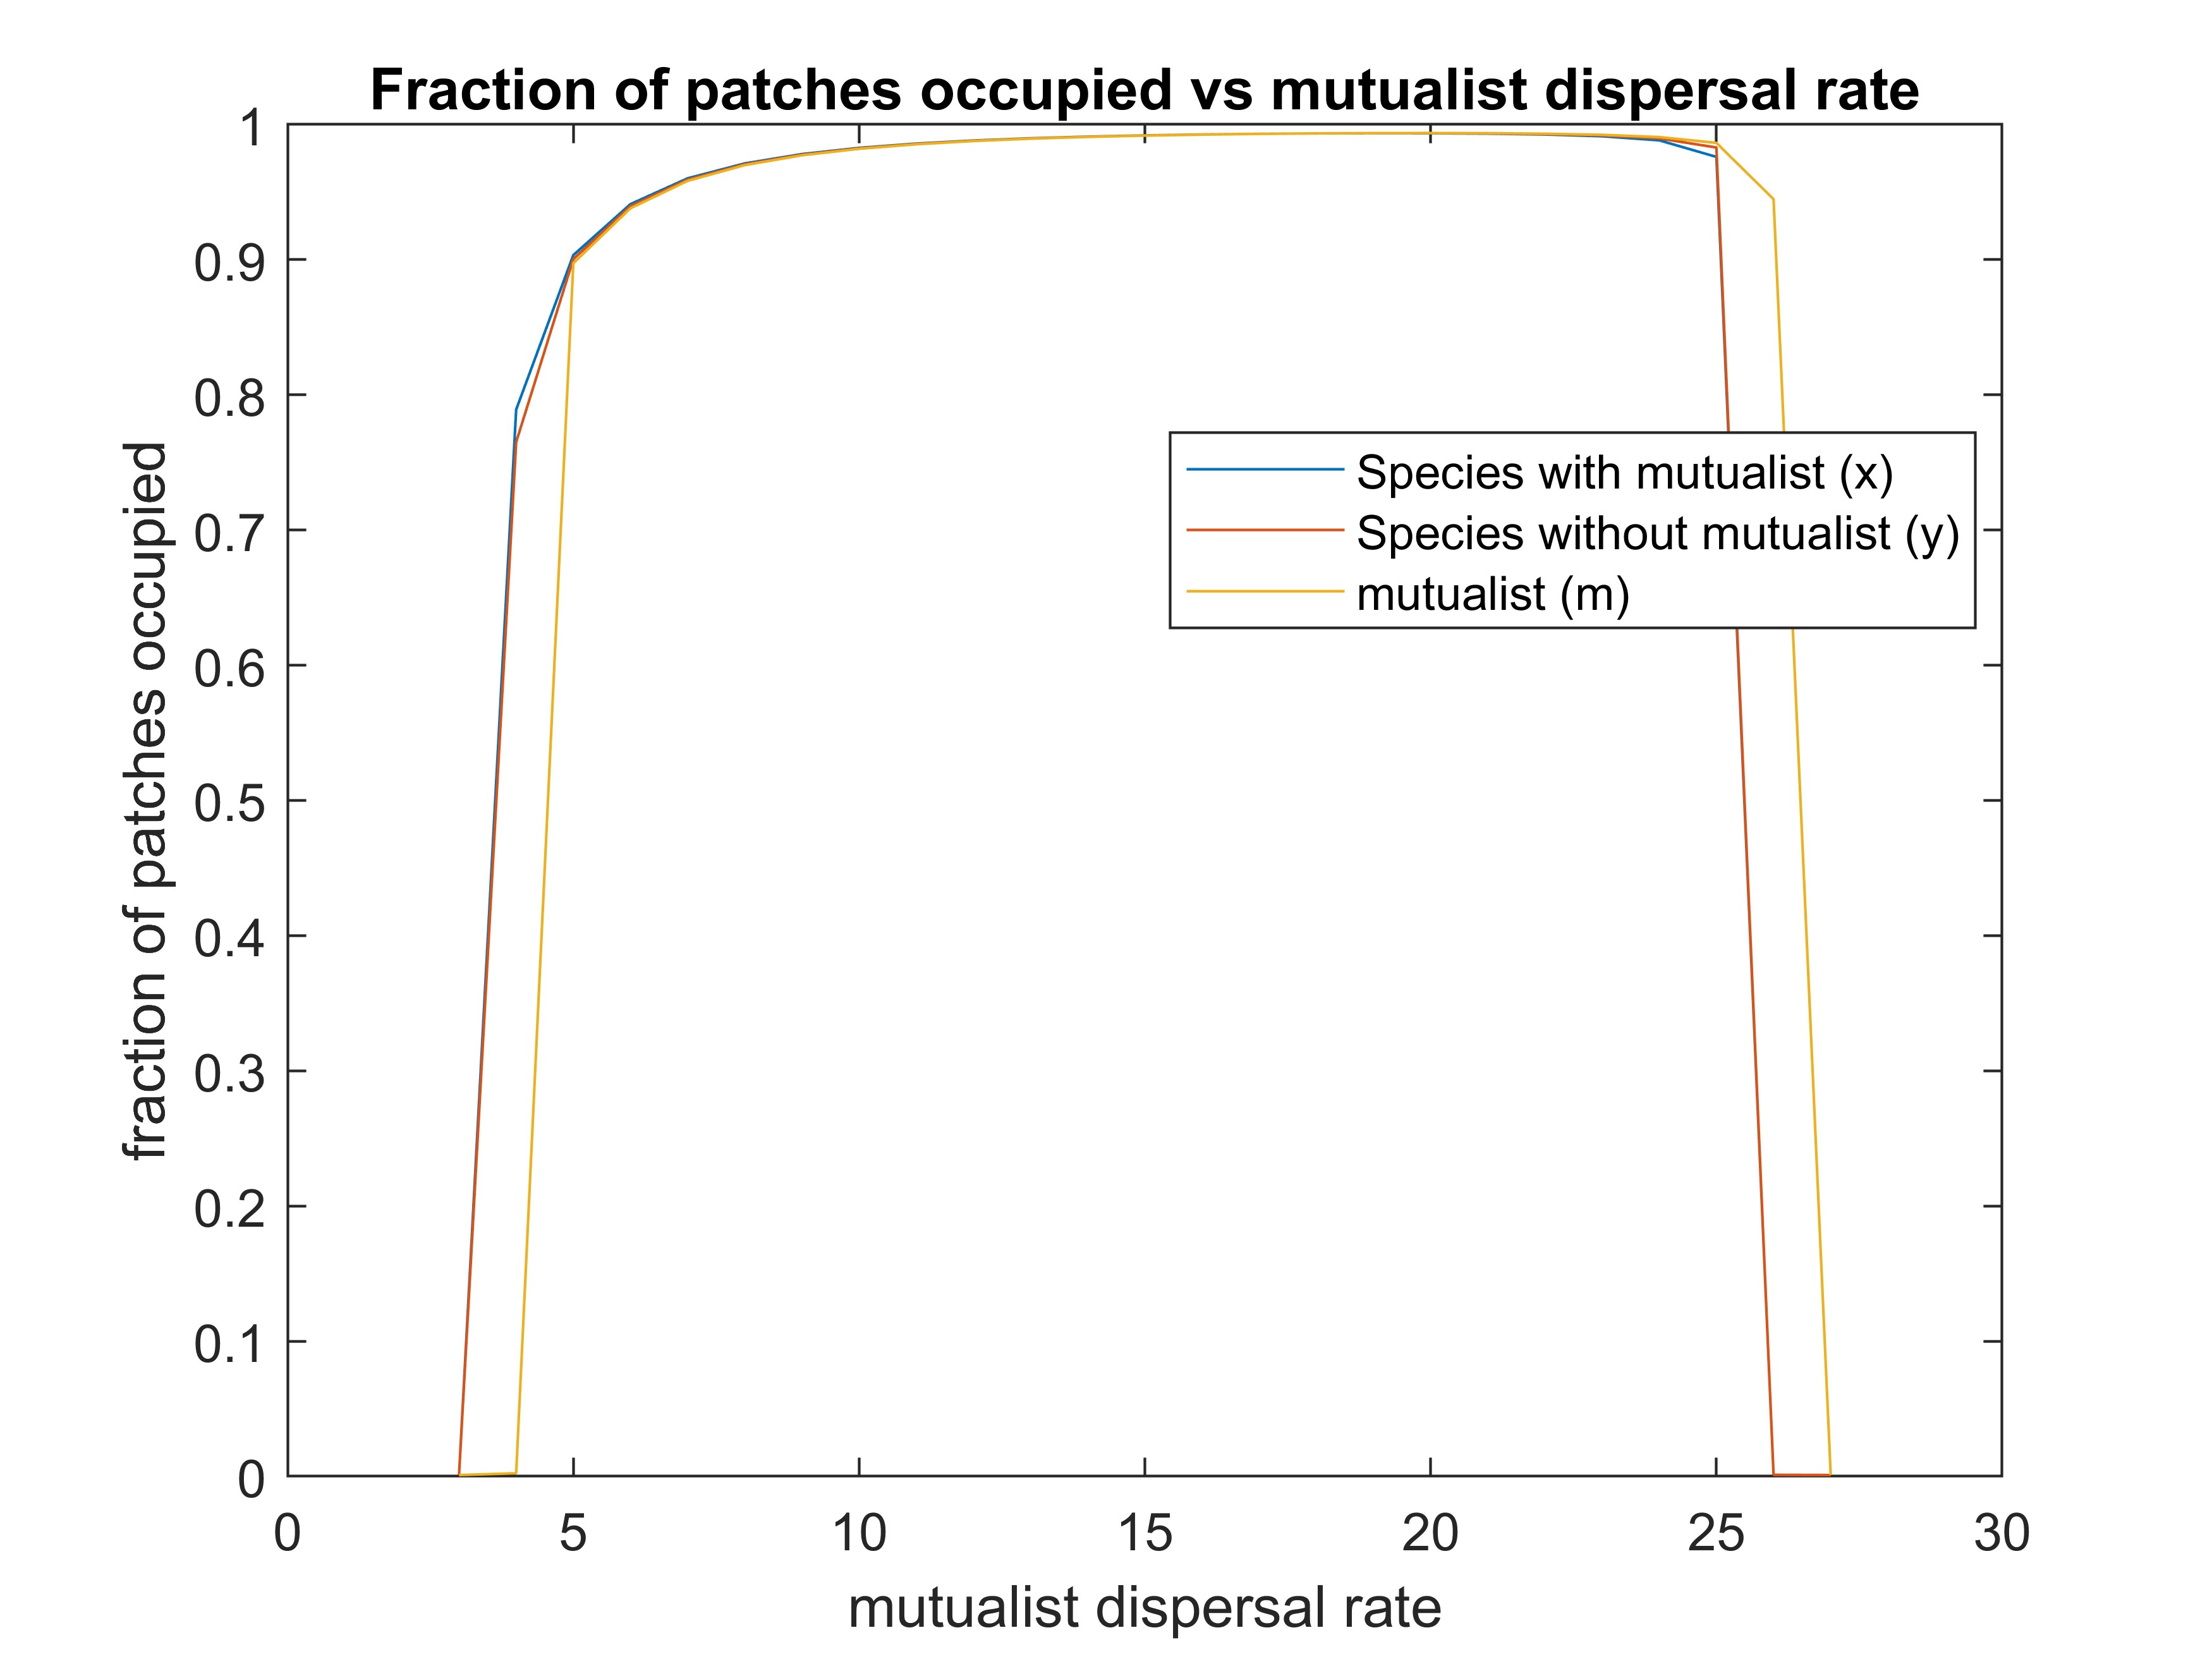 Fraction of patches occupied vs mutualist dispersal rate
fraction of patches occupied
1
0.9
0.8
0.7
0.6
0.5
0.4
0.3
0.2
0.1
0
Species with mutualist (x)
Species without mutualist (y)
mutualist (m)
0 5 10 15 20 25 30
mutualist dispersal rate